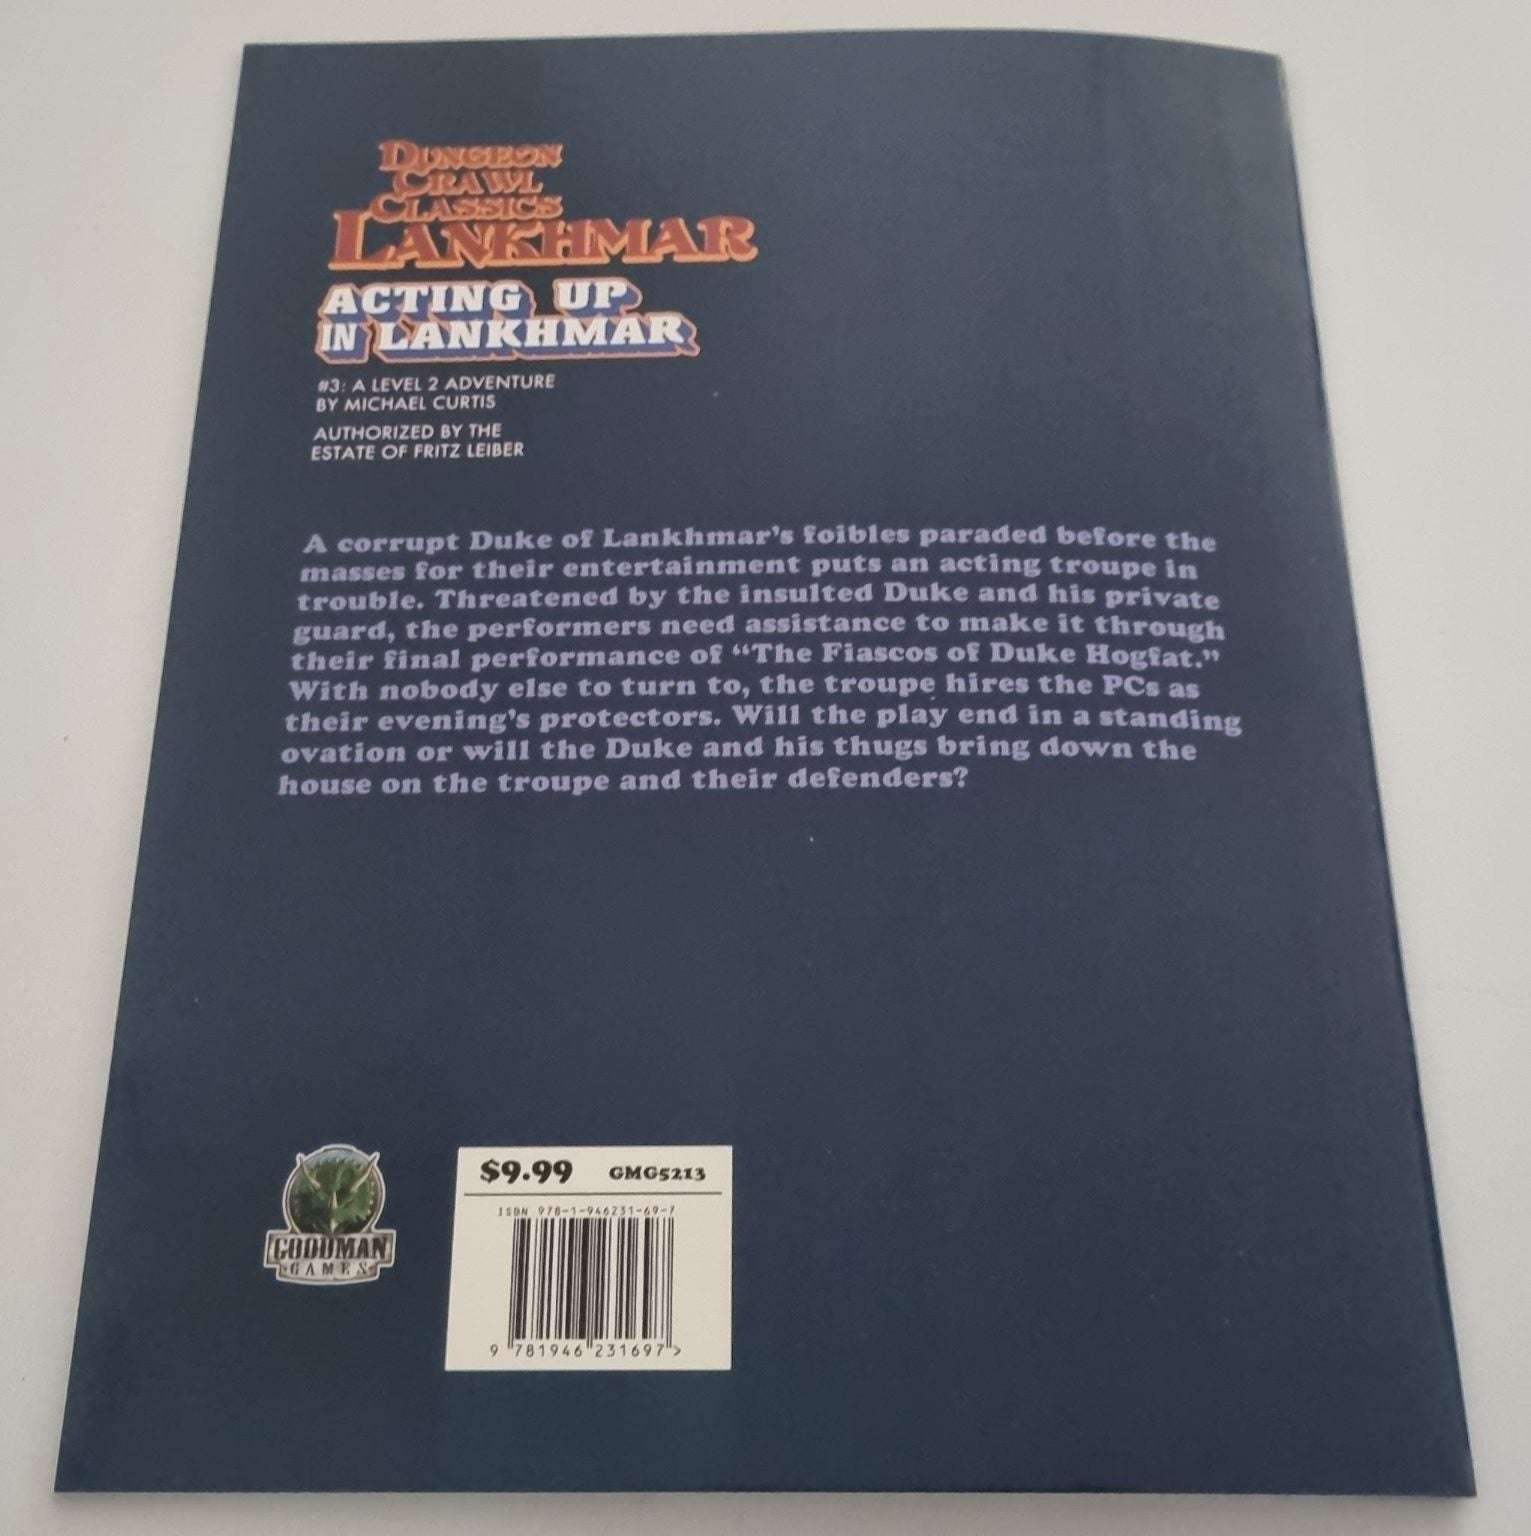 DUNGEON
CRAWL
CLASSICS
LANKHMAR
ACTING UP
IN LANKHMAR
#3: A LEVEL 2 ADVENTURE
BY MICHAEL CURTIS
AUTHORIZED BY THE
ESTATE OF FRITZ LEIBER
A corrupt Duke of Lankhmar's foibles paraded before the
masses for their entertainment puts an acting troupe in
trouble. Threatened by the insulted Duke and his private
guard, the performers need assistance to make it through
their final performance of “The Fiascos of Duke Hogfat.”
With nobody else to turn to, the troupe hires the PCs as
their evening's protectors. Will the play end in a standing
ovation or will the Duke and his thugs bring down the
house on the troupe and their defenders?
GOODMAN
GAMES
$9.99 GMG5213
ISBN 978-1-946231-69-7
9 781946 231697 >